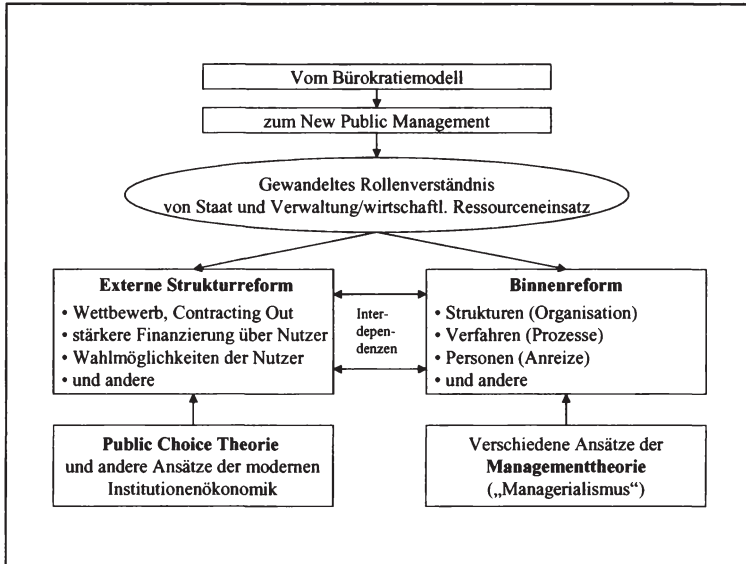 Vom Bürokratiemodell
zum New Public Management
Gewandeltes Rollenverständnis
von Staat und Verwaltung/wirtschaftl. Ressourceneinsatz
Externe Strukturreform
• Wettbewerb, Contracting Out
• stärkere Finanzierung über Nutzer
• Wahlmöglichkeiten der Nutzer
• und andere
Inter-
depen-
denzen
Binnenreform
• Strukturen (Organisation)
• Verfahren (Prozesse)
• Personen (Anreize)
• und andere
Public Choice Theorie
und andere Ansätze der modernen
Institutionenökonomik
Verschiedene Ansätze der
Managementtheorie
(„Managerialismus“)